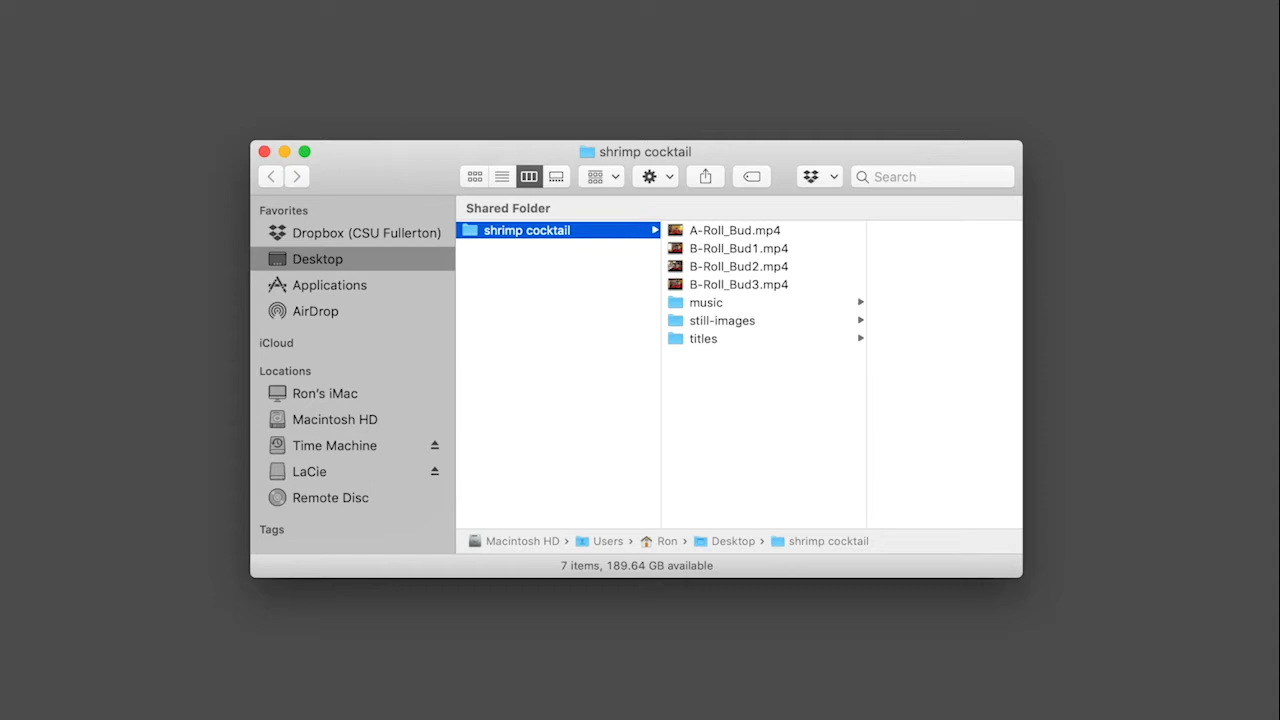 shrimp cocktail
Search
Favorites
Dropbox (CSU Fullerton)
Desktop
Applications
AirDrop
iCloud
Locations
Ron's iMac
Macintosh HD
Time Machine
LaCie
Remote Disc
Tags
Shared Folder
shrimp cocktail
A-Roll_Bud.mp4
B-Roll_Bud1.mp4
B-Roll_Bud2.mp4
B-Roll_Bud3.mp4
music
still-images
titles
Macintosh HD › Users › Ron › Desktop › shrimp cocktail
7 items, 189.64 GB available